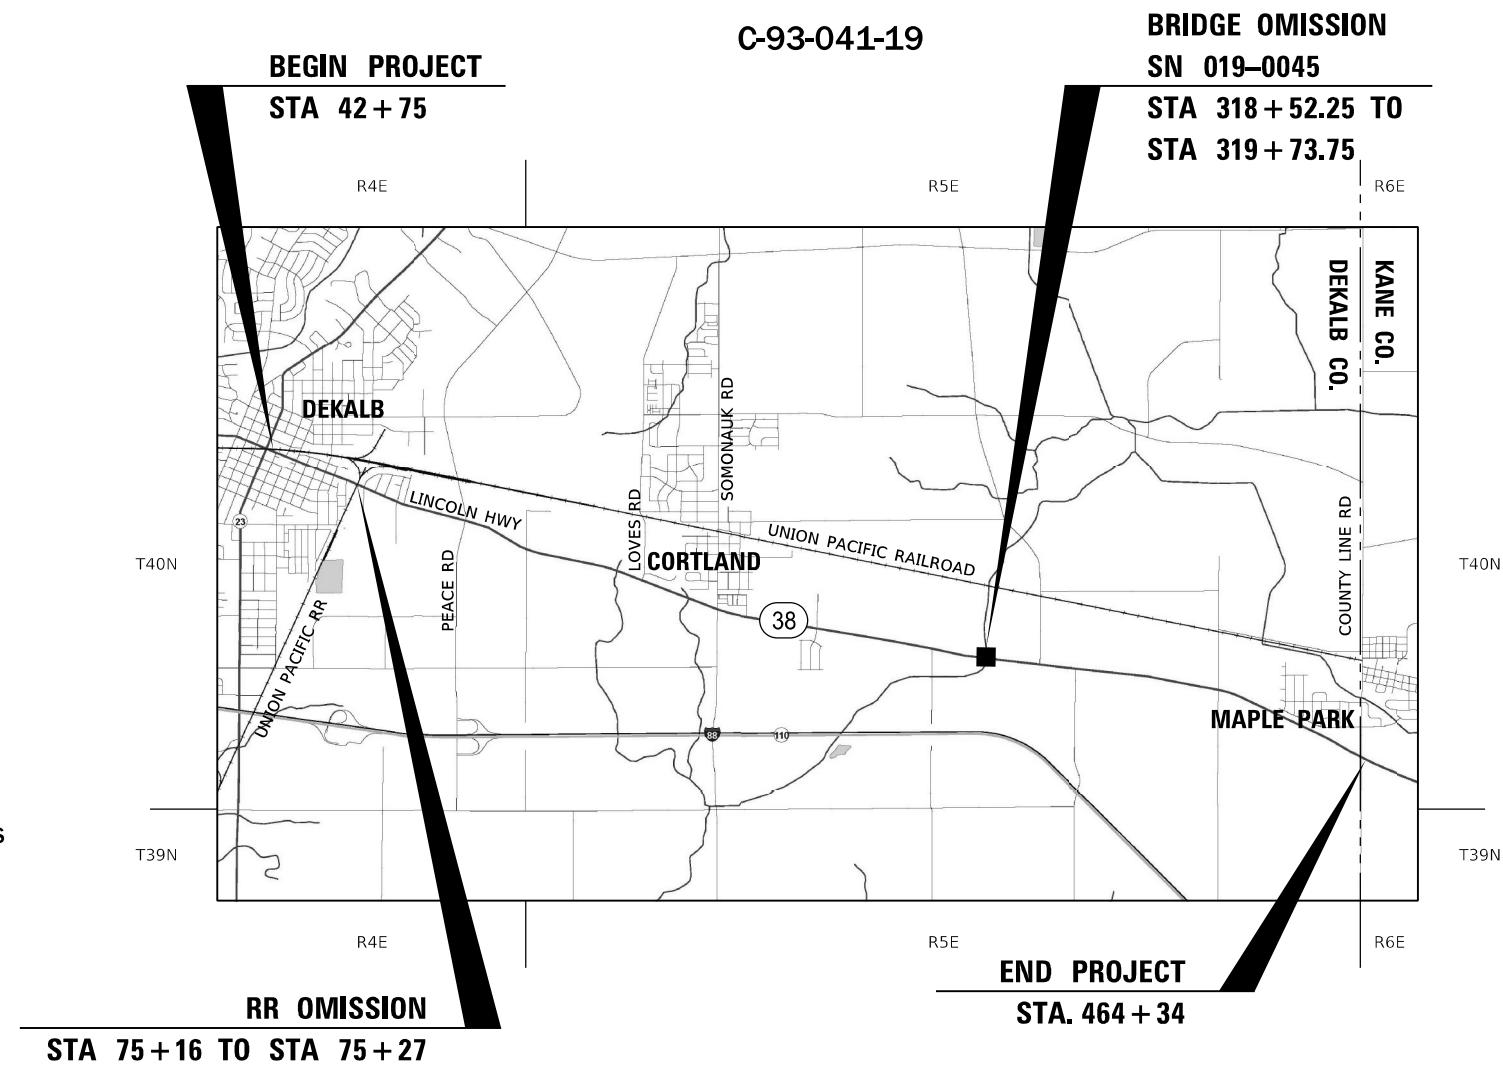 C-93-041-19
BRIDGE OMISSION
SN 019–0045
STA 318+52.25 TO
STA 319+73.75
BEGIN PROJECT
STA 42+75
R4E
R5E
R6E
KANE CO.
DEKALB CO.
DEKALB
SOMONAUK RD
LINCOLN HWY
LOVES RD
23
UNION PACIFIC RAILROAD
CORTLAND
COUNTY LINE RD
T40N
T40N
PEACE RD
38
UNION PACIFIC RR
MAPLE PARK
88
110
S
T39N
T39N
R4E
R5E
R6E
END PROJECT
STA. 464+34
RR OMISSION
STA 75+16 TO STA 75+27